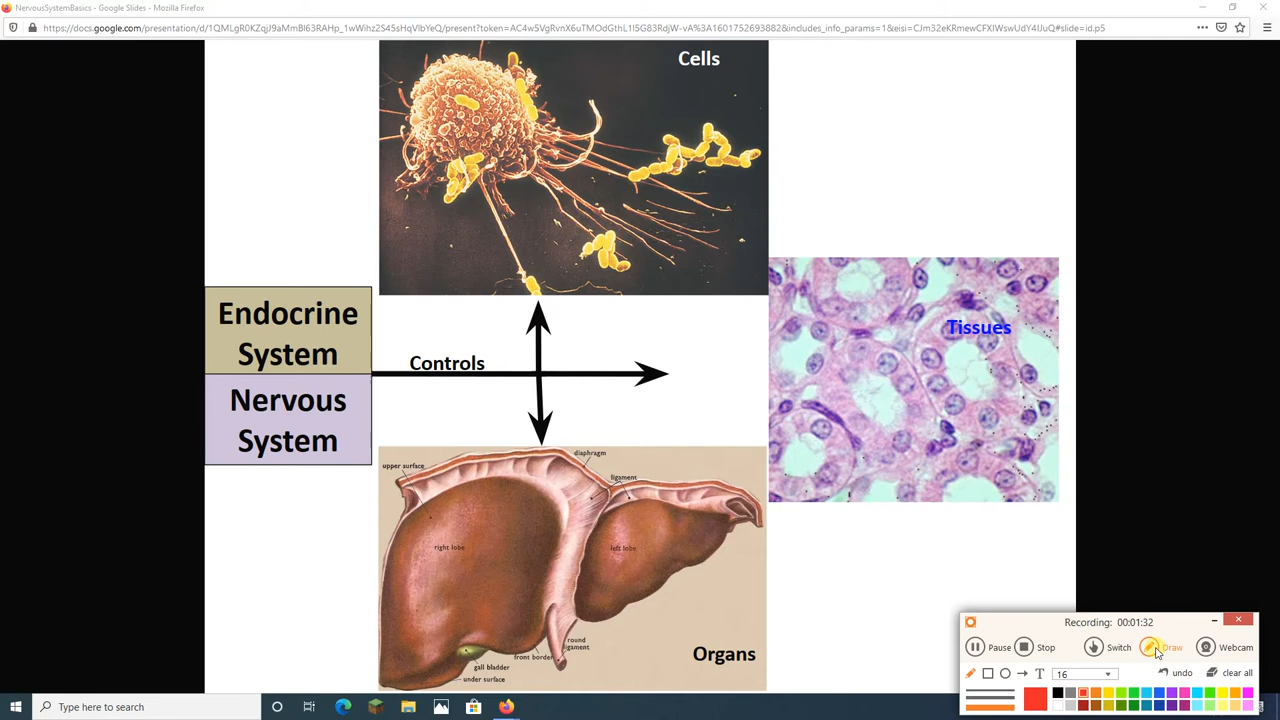 NervousSystemBasics - Google Slides - Mozilla Firefox
Cells
Endocrine
System
Controls
Nervous
System
Tissues
upper surface
diaphragm
ligament
right lobe
left lobe
round
ligament
front border
gall bladder
under surface
Organs
Recording: 00:01:32
Pause
Stop
Switch
Draw
Webcam
T
16
undo
clear all
Type here to search